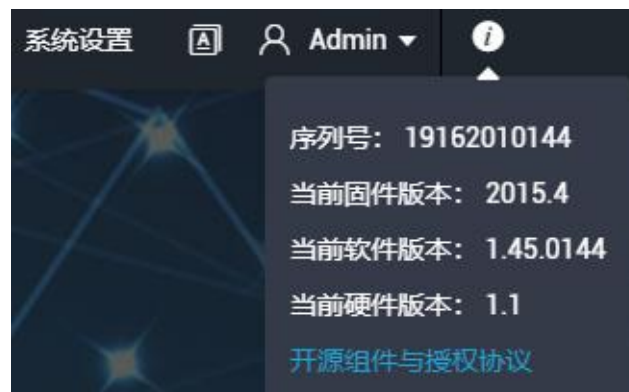 系统设置 Admin
序列号： 19162010144
当前固件版本： 2015.4
当前软件版本： 1.45.0144
当前硬件版本： 1.1
开源组件与授权协议